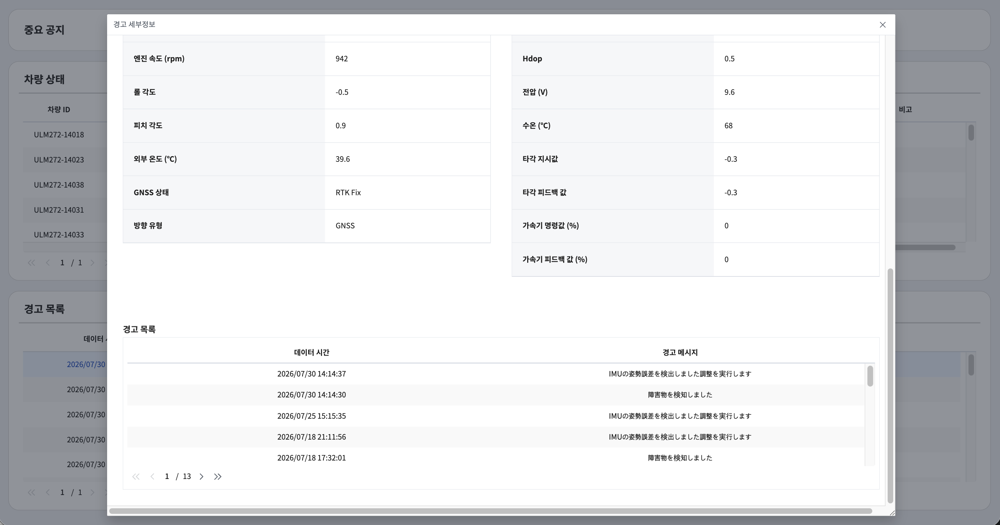 중요 공지
경고 세부정보
엔진 속도 (rpm) 942
롤 각도 -0.5
피치 각도 0.9
외부 온도 (℃) 39.6
GNSS 상태 RTK Fix
방향 유형 GNSS
Hdop 0.5
전압 (V) 9.6
수온 (℃) 68
타각 지시값 -0.3
타각 피드백 값 -0.3
가속기 명령값 (%) 0
가속기 피드백 값 (%) 0
차량 상태
차량 ID
비고
ULM272-14018
ULM272-14023
ULM272-14038
ULM272-14031
ULM272-14033
1 / 1
경고 목록
데이터
2026/07/30
2026/07/30
2026/07/30
2026/07/30
2026/07/30
1 / 1
경고 목록
데이터 시간 경고 메시지
2026/07/30 14:14:37 IMUの姿勢誤差を検出しました調整を実行します
2026/07/30 14:14:30 障害物を検知しました
2026/07/25 15:15:35 IMUの姿勢誤差を検出しました調整を実行します
2026/07/18 21:11:56 IMUの姿勢誤差を検出しました調整を実行します
2026/07/18 17:32:01 障害物を検知しました
1 / 13